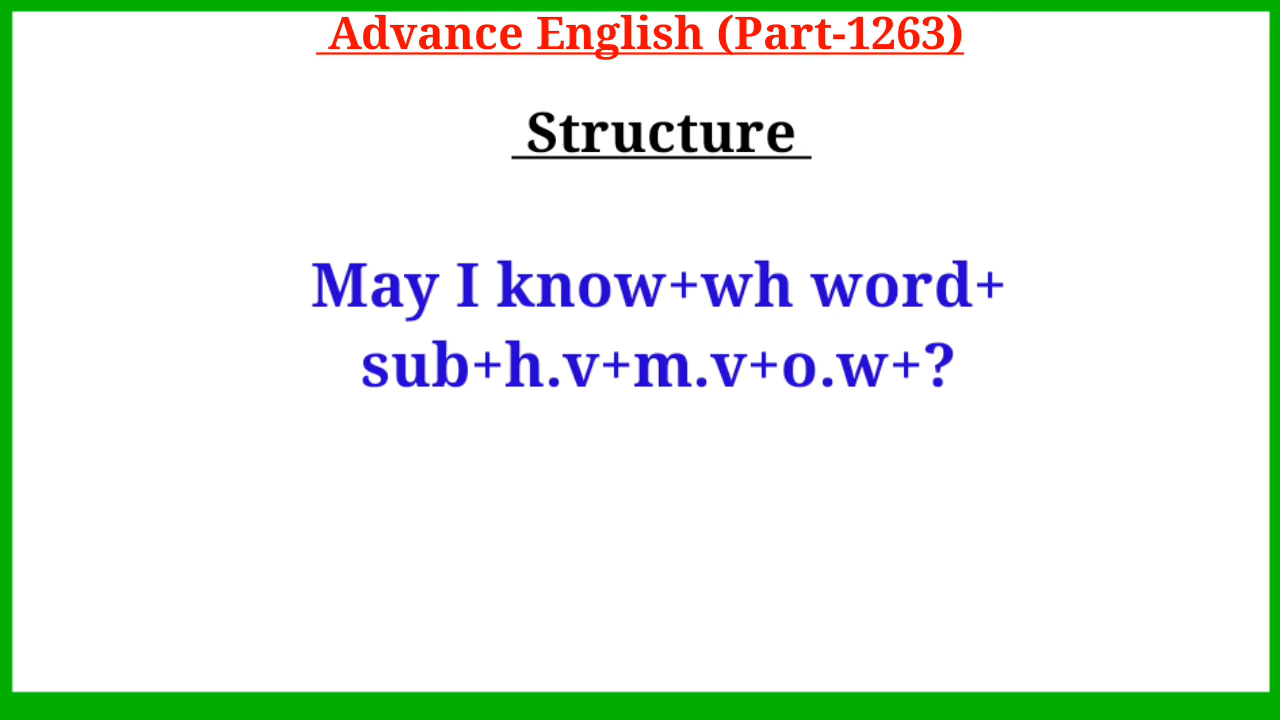 Advance English (Part-1263)
Structure
May I know+wh word+
sub+h.v+m.v+o.w+?